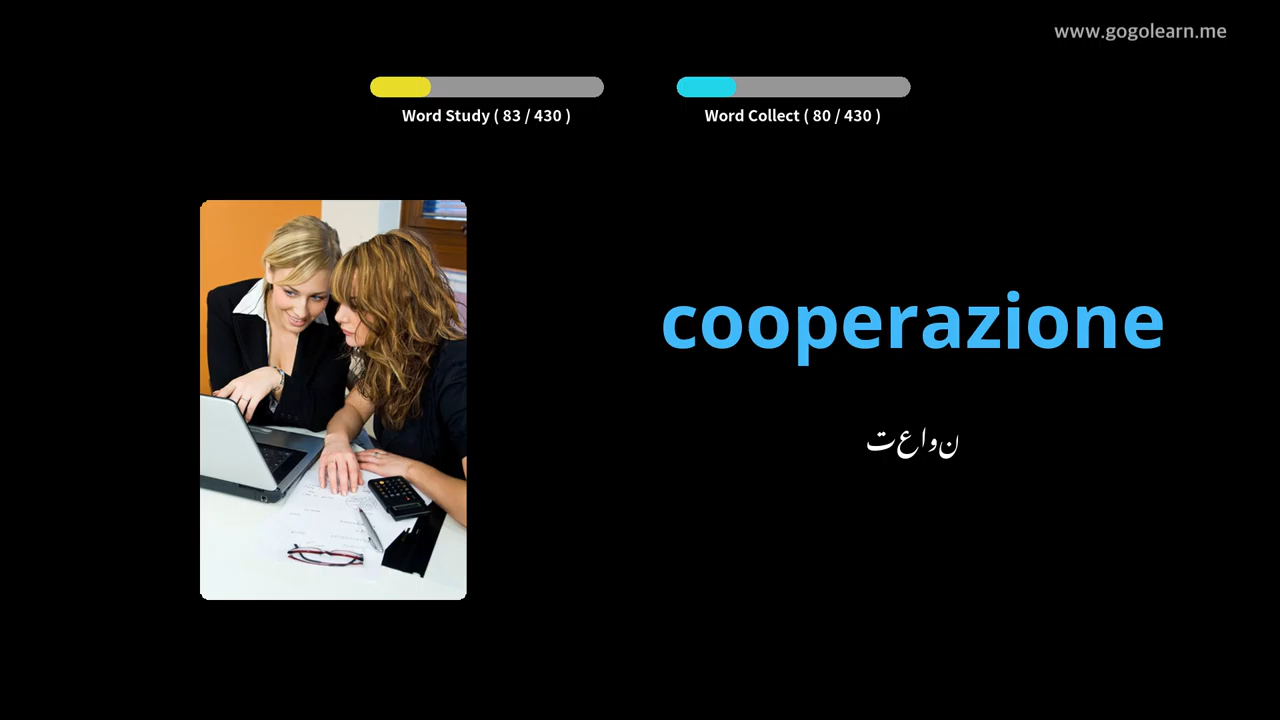 www.gogolearn.me
Word Study ( 83 / 430 )
Word Collect ( 80 / 430 )
cooperazione
تعاون